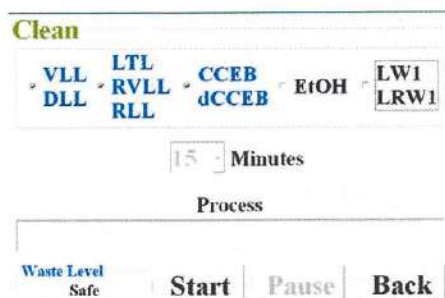 Clean
VLL
DLL
LTL
RVLL
RLL
CCEB
dCCEB
EtOH
LW1
LRW1
15 Minutes
Process
Waste Level
Safe
Start Pause Back